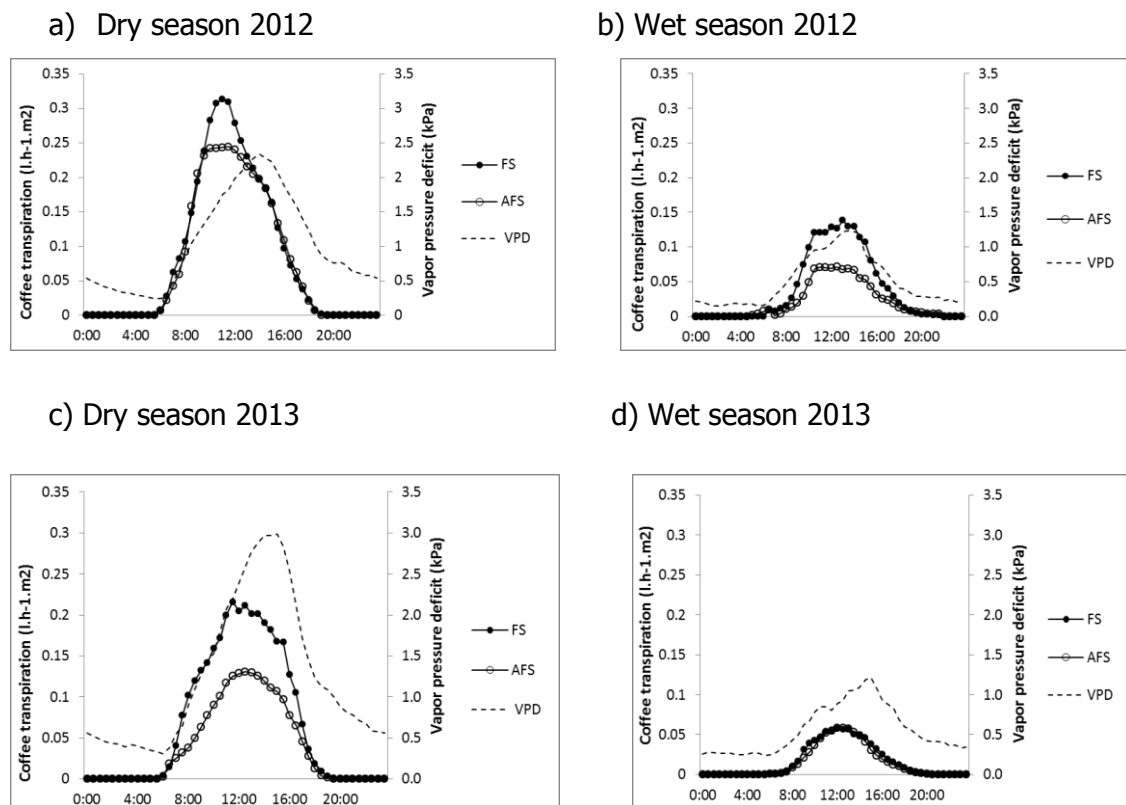 a) Dry season 2012
Coffee transpiration (l.h-1.m2)
0.35
0.3
0.25
0.2
0.15
0.1
0.05
0
0:00 4:00 8:00 12:00 16:00 20:00
3.5
3
2.5
2
1.5
1
0.5
0
Vapor pressure deficit (kPa)
FS
AFS
VPD
b) Wet season 2012
Coffee transpiration (l.h-1.m2)
0.35
0.3
0.25
0.2
0.15
0.1
0.05
0
0:00 4:00 8:00 12:00 16:00 20:00
3.5
3.0
2.5
2.0
1.5
1.0
0.5
0.0
Vapor pressure deficit (kPa)
FS
AFS
VPD
c) Dry season 2013
Coffee transpiration (l.h-1.m2)
0.35
0.3
0.25
0.2
0.15
0.1
0.05
0
0:00 4:00 8:00 12:00 16:00 20:00
3.5
3.0
2.5
2.0
1.5
1.0
0.5
0.0
Vapor pressure deficit (kPa)
FS
AFS
VPD
d) Wet season 2013
Coffee transpiration (l.h-1.m2)
0.35
0.3
0.25
0.2
0.15
0.1
0.05
0
0:00 4:00 8:00 12:00 16:00 20:00
3.5
3.0
2.5
2.0
1.5
1.0
0.5
0.0
Vapor pressure deficit (kPa)
FS
AFS
VPD